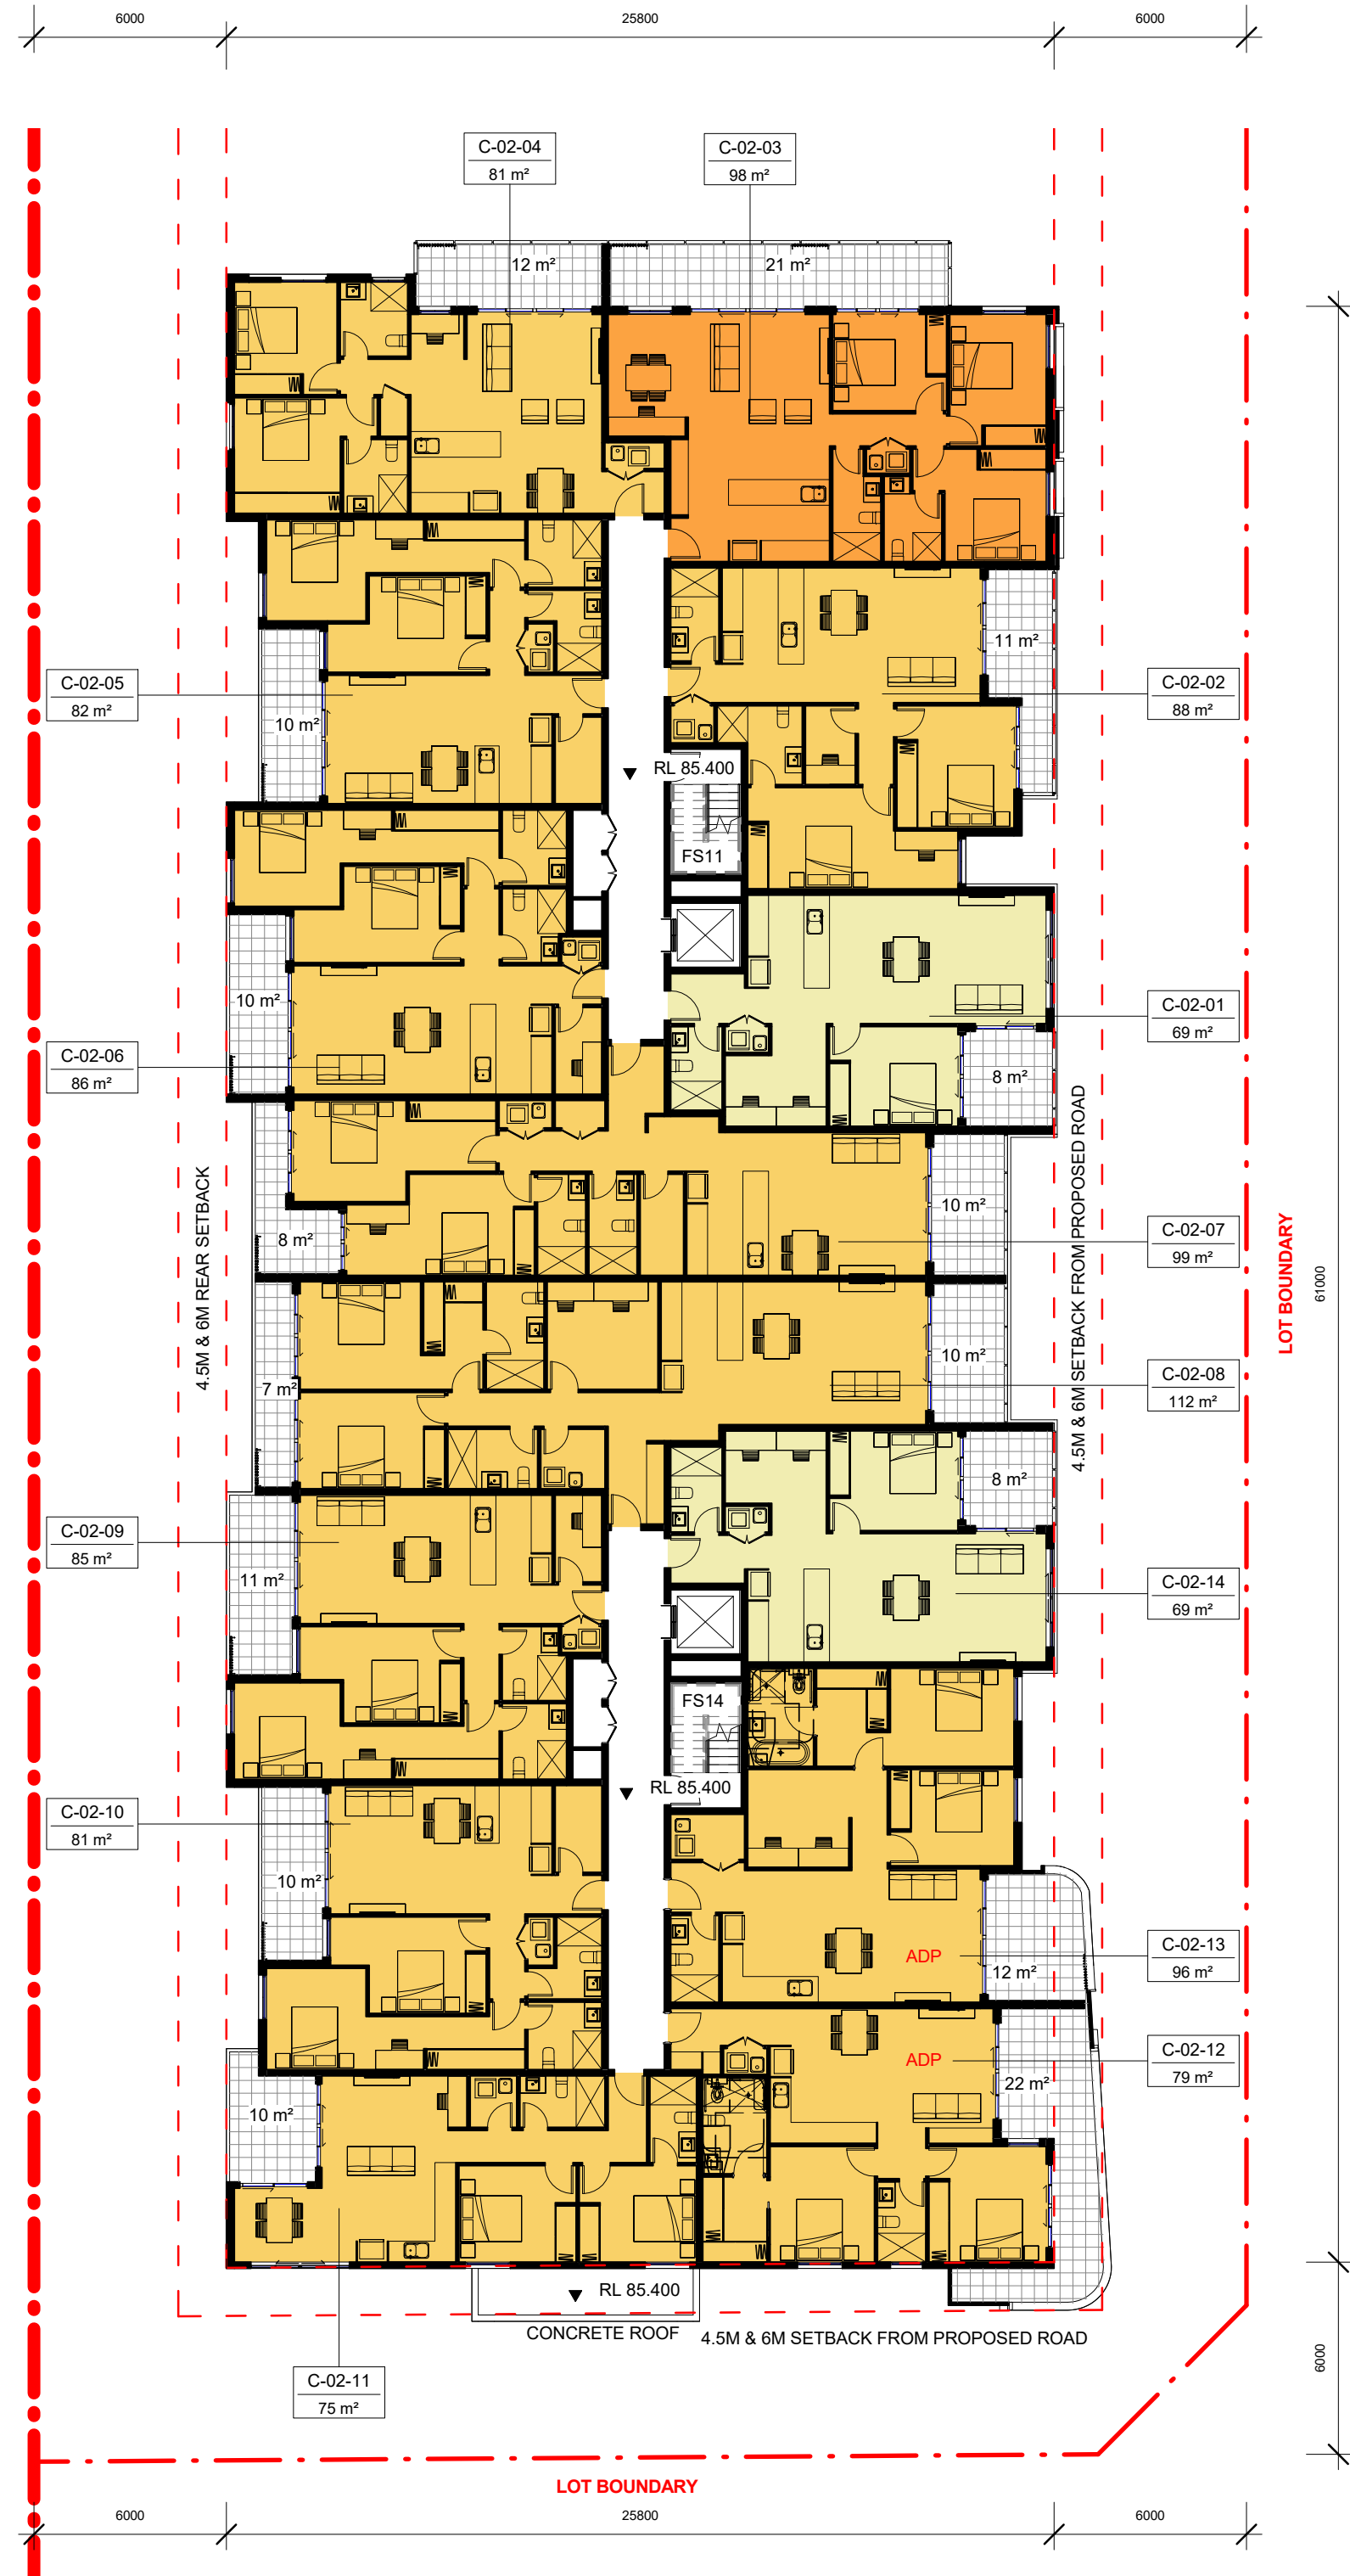 6000
25800
6000
C-02-04
81 m²
C-02-03
98 m²
12 m²
21 m²
11 m²
C-02-05
82 m²
C-02-02
88 m²
10 m²
RL 85.400
FS11
10 m²
C-02-01
69 m²
C-02-06
86 m²
8 m²
4.5M & 6M REAR SETBACK
4.5M & 6M SETBACK FROM PROPOSED ROAD
LOT BOUNDARY
61000
10 m²
8 m²
C-02-07
99 m²
10 m²
7 m²
C-02-08
112 m²
8 m²
C-02-09
85 m²
11 m²
C-02-14
69 m²
FS14
RL 85.400
C-02-10
81 m²
10 m²
ADP
12 m²
C-02-13
96 m²
ADP
C-02-12
79 m²
22 m²
10 m²
RL 85.400
CONCRETE ROOF
4.5M & 6M SETBACK FROM PROPOSED ROAD
6000
C-02-11
75 m²
LOT BOUNDARY
6000
25800
6000